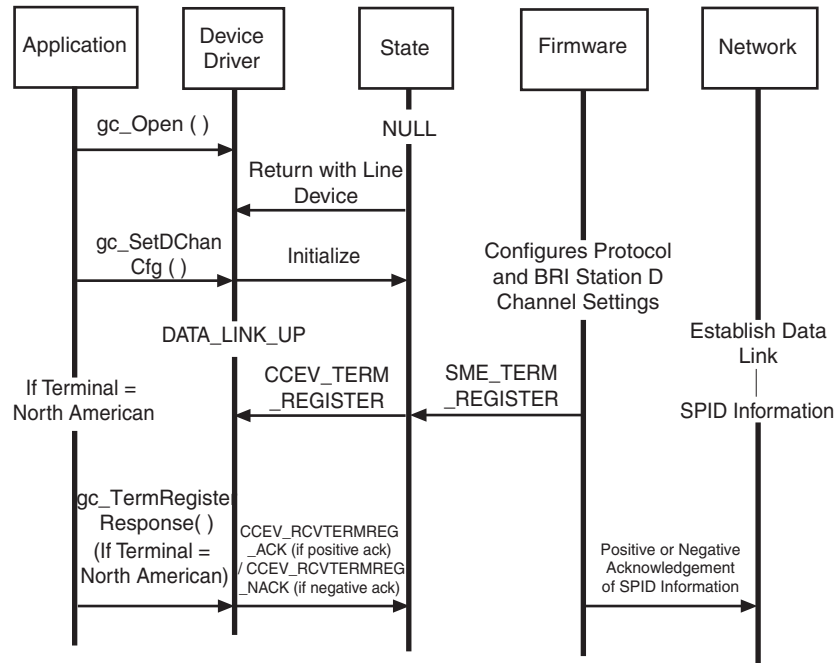 Application
Device
Driver
State
Firmware
Network
gc_Open ( )
NULL
Return with Line
Device
gc_SetDChan
Cfg ( )
Initialize
Configures Protocol
and BRI Station D
Channel Settings
DATA_LINK_UP
Establish Data
Link
If Terminal =
North American
CCEV_TERM
_REGISTER
SME_TERM
_REGISTER
SPID Information
gc_TermRegister
Response( )
(If Terminal =
North American)
CCEV_RCVTERMREG
_ACK (if positive ack)
/ CCEV_RCVTERMREG
_NACK (if negative ack)
Positive or Negative
Acknowledgement
of SPID Information